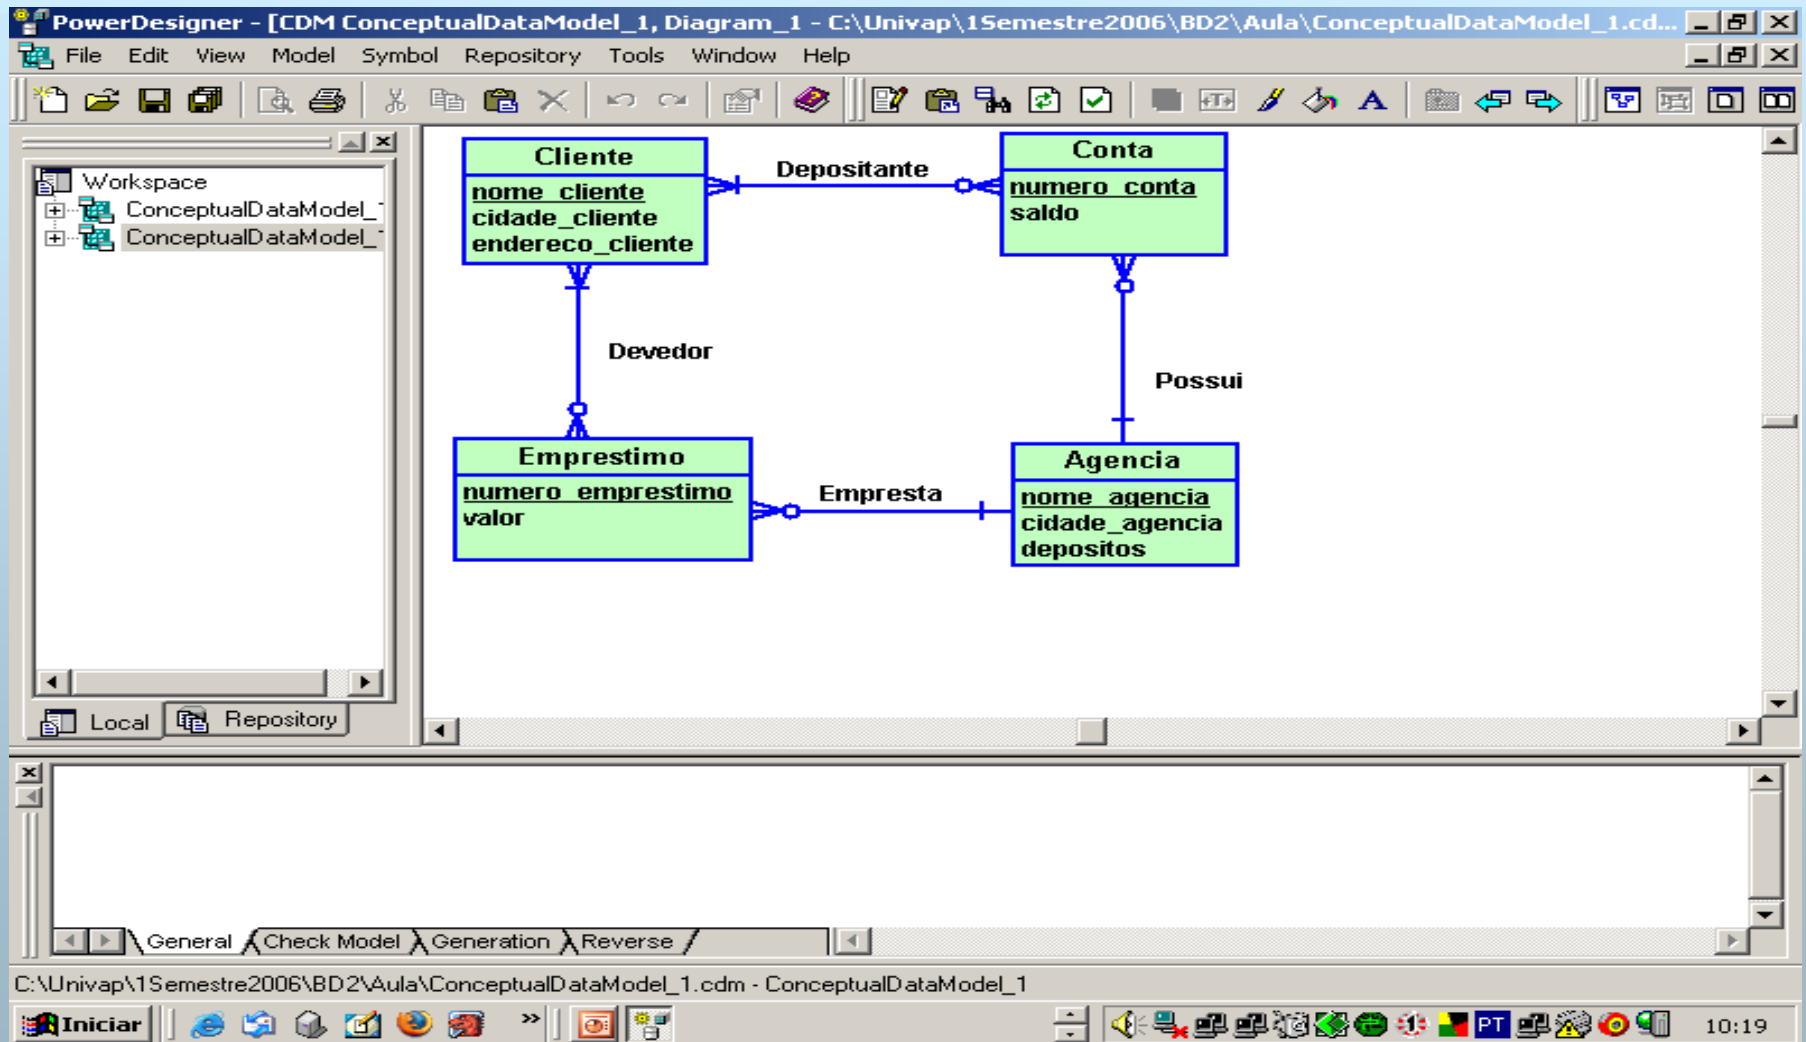 PowerDesigner - [CDM ConceptualDataModel_1, Diagram_1 - C:\Univap\1Semestre2006\BD2\Aula\ConceptualDataModel_1.cd...
File Edit View Model Symbol Repository Tools Window Help
Workspace
ConceptualDataModel_
ConceptualDataModel_
Local Repository
Cliente
nome_cliente
cidade_cliente
endereco_cliente
Depositante
Conta
numero_conta
saldo
Devedor
Possui
Emprestimo
numero_emprestimo
valor
Empresta
Agencia
nome_agencia
cidade_agencia
depositos
General Check Model Generation Reverse
C:\Univap\1Semestre2006\BD2\Aula\ConceptualDataModel_1.cdm - ConceptualDataModel_1
Iniciar » PT 10:19